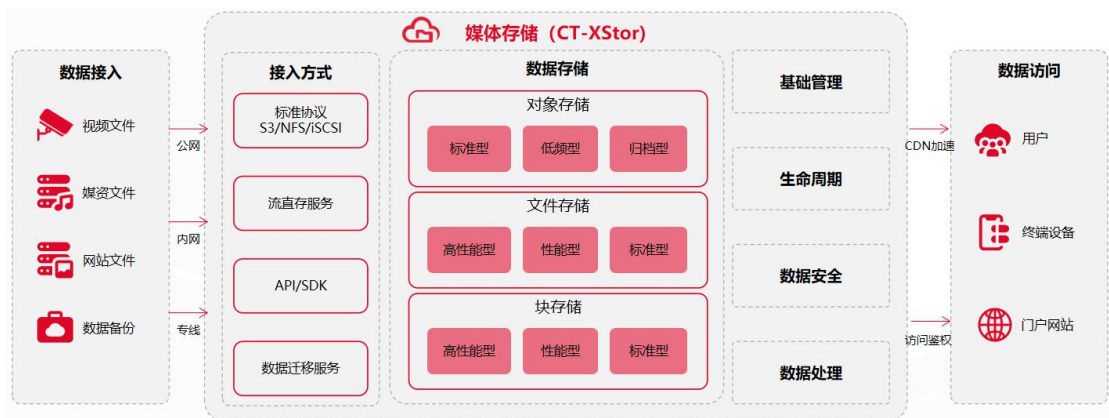 媒体存储（CT-XStor)
数据接入
视频文件
媒资文件
网站文件
数据备份
公网
内网
专线
接入方式
标准协议
S3/NFS/iSCSI
流直存服务
API/SDK
数据迁移服务
数据存储
对象存储
标准型
低频型
归档型
文件存储
高性能型
性能型
标准型
块存储
高性能型
性能型
标准型
基础管理
生命周期
数据安全
数据处理
CDN加速
访问鉴权
数据访问
用户
终端设备
门户网站